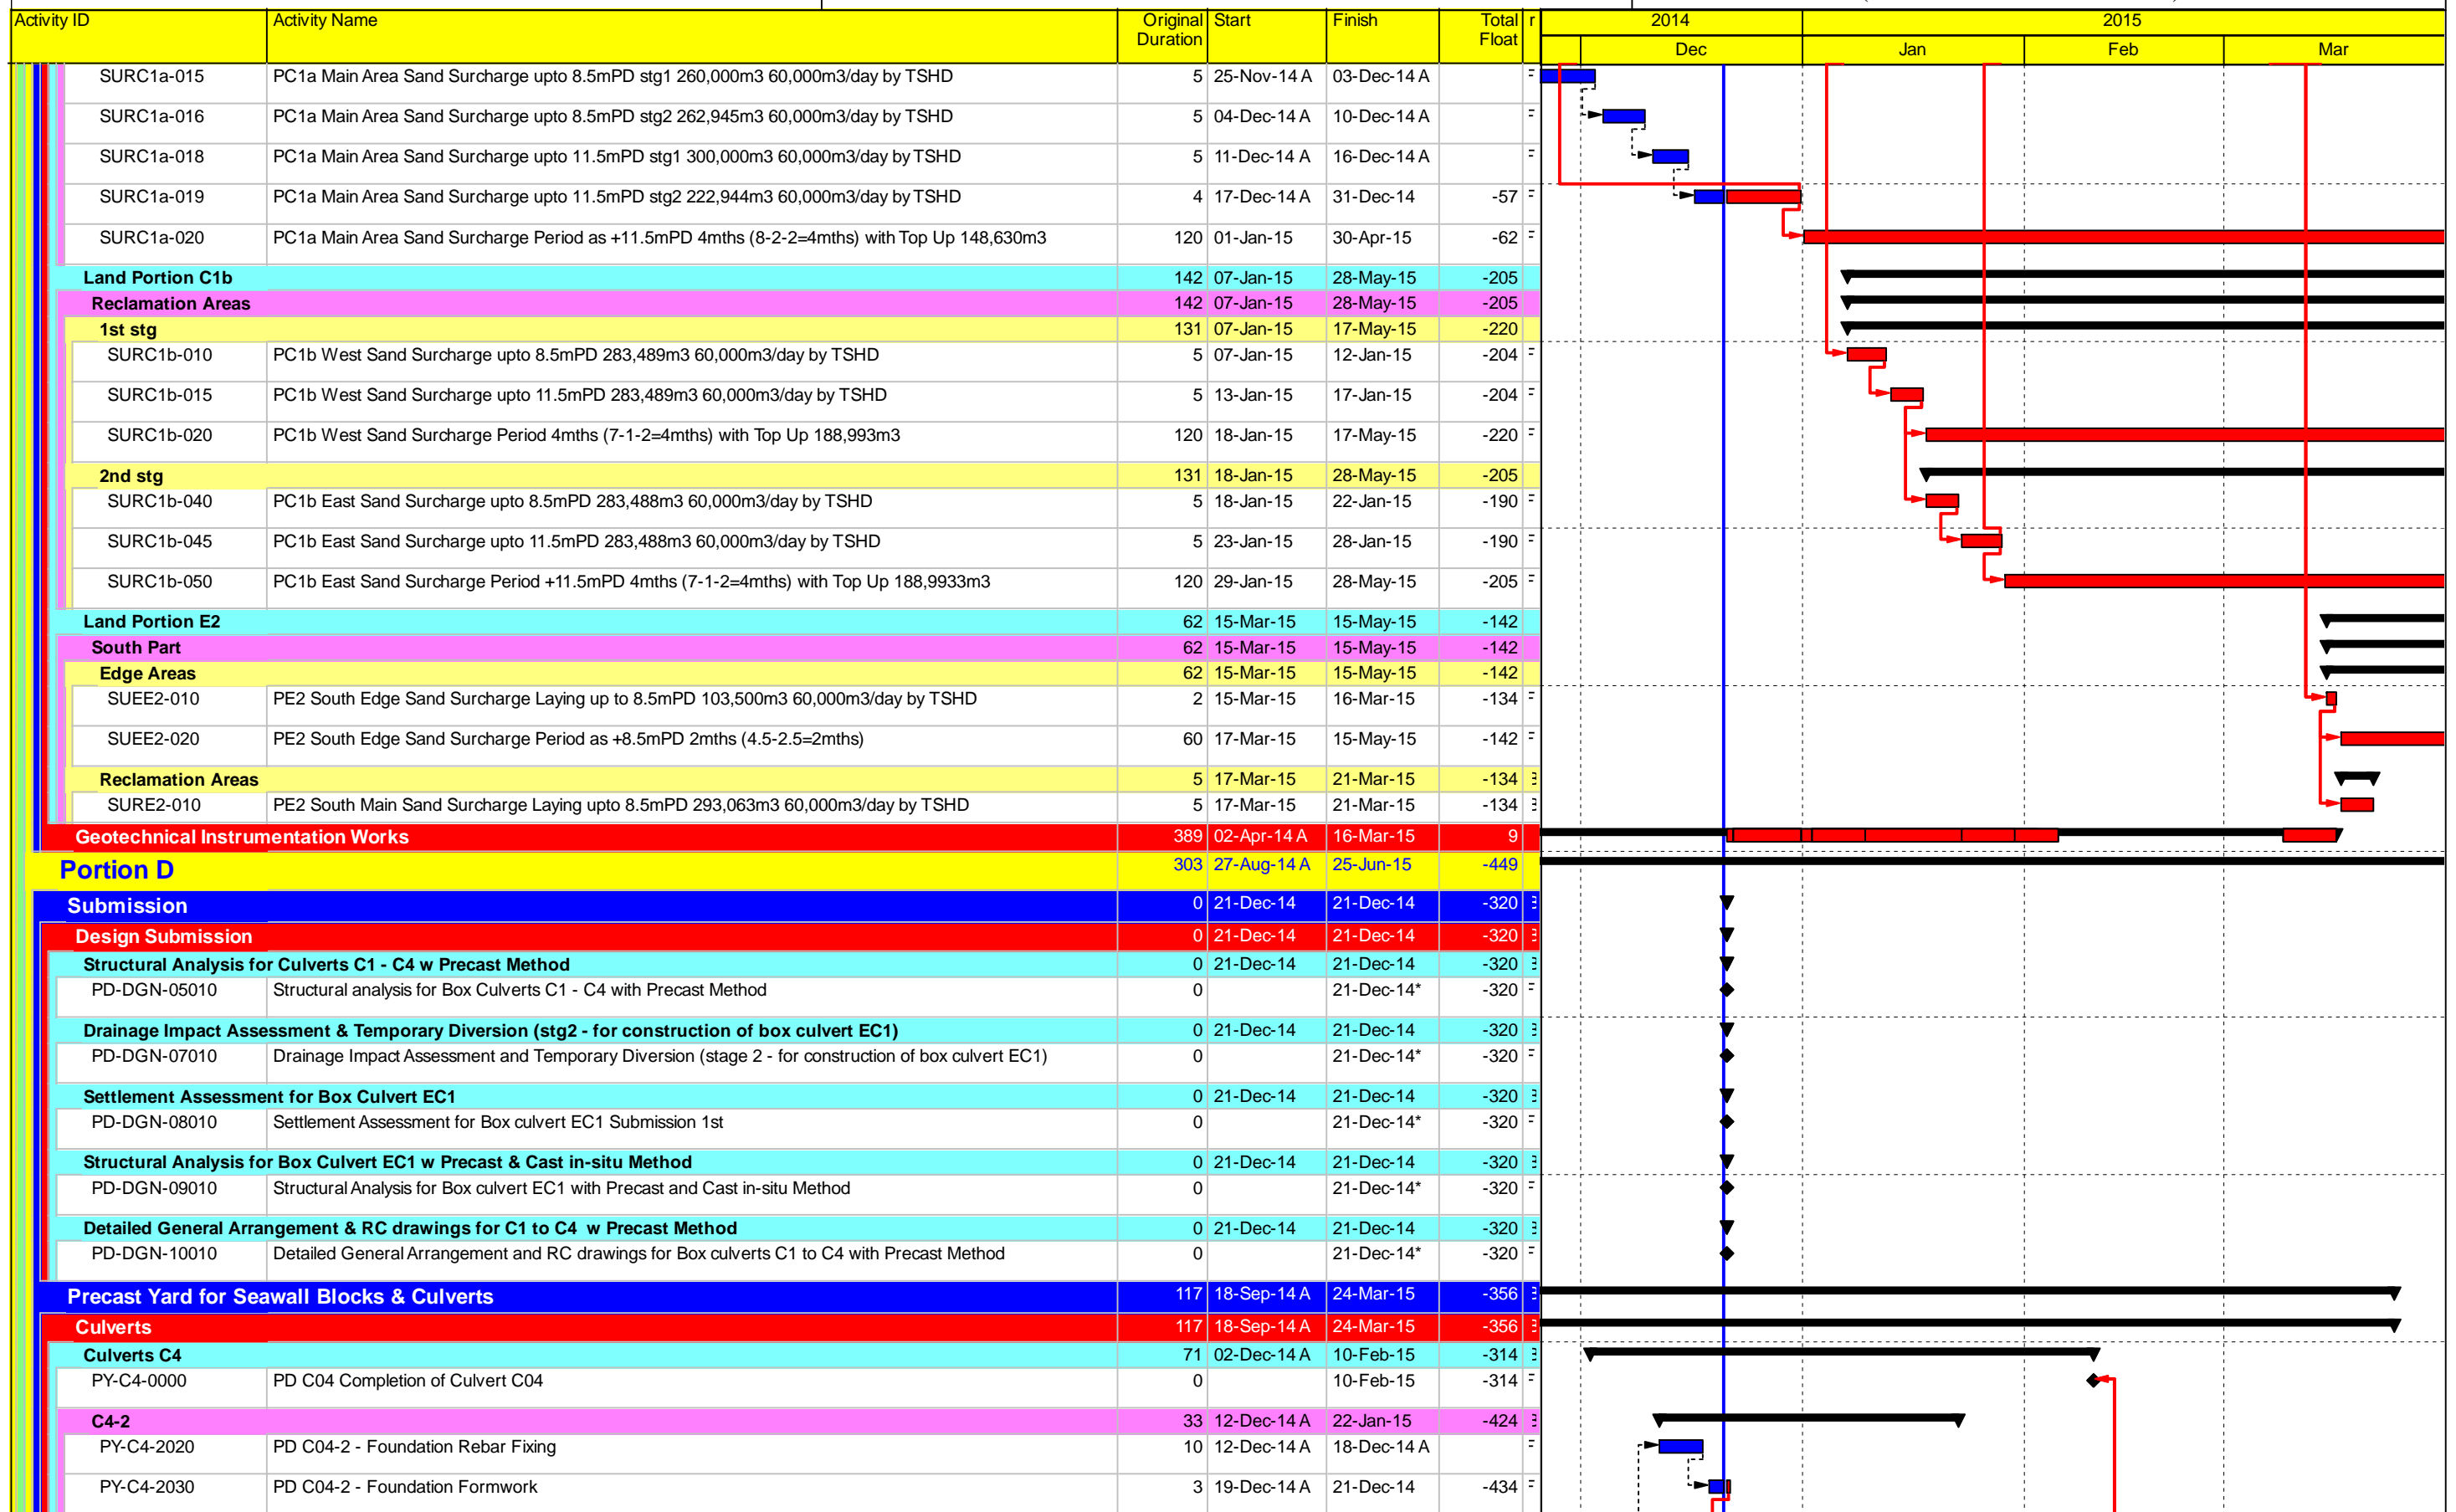 Activity ID Activity Name Original Duration Start Finish Total Float 2014 2015
Dec Jan Feb Mar
SURC1a-015 PC1a Main Area Sand Surcharge upto 8.5mPD stg1 260,000m3 60,000m3/day by TSHD 5 25-Nov-14 A 03-Dec-14 A
SURC1a-016 PC1a Main Area Sand Surcharge upto 8.5mPD stg2 262,945m3 60,000m3/day by TSHD 5 04-Dec-14 A 10-Dec-14 A
SURC1a-018 PC1a Main Area Sand Surcharge upto 11.5mPD stg1 300,000m3 60,000m3/day by TSHD 5 11-Dec-14 A 16-Dec-14 A
SURC1a-019 PC1a Main Area Sand Surcharge upto 11.5mPD stg2 222,944m3 60,000m3/day by TSHD 4 17-Dec-14 A 31-Dec-14 -57
SURC1a-020 PC1a Main Area Sand Surcharge Period as +11.5mPD 4mths (8-2-2=4mths) with Top Up 148,630m3 120 01-Jan-15 30-Apr-15 -62
Land Portion C1b 142 07-Jan-15 28-May-15 -205
Reclamation Areas 142 07-Jan-15 28-May-15 -205
1st stg 131 07-Jan-15 17-May-15 -220
SURC1b-010 PC1b West Sand Surcharge upto 8.5mPD 283,489m3 60,000m3/day by TSHD 5 07-Jan-15 12-Jan-15 -204
SURC1b-015 PC1b West Sand Surcharge upto 11.5mPD 283,489m3 60,000m3/day by TSHD 5 13-Jan-15 17-Jan-15 -204
SURC1b-020 PC1b West Sand Surcharge Period 4mths (7-1-2=4mths) with Top Up 188,993m3 120 18-Jan-15 17-May-15 -220
2nd stg 131 18-Jan-15 28-May-15 -205
SURC1b-040 PC1b East Sand Surcharge upto 8.5mPD 283,488m3 60,000m3/day by TSHD 5 18-Jan-15 22-Jan-15 -190
SURC1b-045 PC1b East Sand Surcharge upto 11.5mPD 283,488m3 60,000m3/day by TSHD 5 23-Jan-15 28-Jan-15 -190
SURC1b-050 PC1b East Sand Surcharge Period +11.5mPD 4mths (7-1-2=4mths) with Top Up 188,9933m3 120 29-Jan-15 28-May-15 -205
Land Portion E2 62 15-Mar-15 15-May-15 -142
South Part 62 15-Mar-15 15-May-15 -142
Edge Areas 62 15-Mar-15 15-May-15 -142
SUEE2-010 PE2 South Edge Sand Surcharge Laying up to 8.5mPD 103,500m3 60,000m3/day by TSHD 2 15-Mar-15 16-Mar-15 -134
SUEE2-020 PE2 South Edge Sand Surcharge Period as +8.5mPD 2mths (4.5-2.5=2mths) 60 17-Mar-15 15-May-15 -142
Reclamation Areas 5 17-Mar-15 21-Mar-15 -134
SURE2-010 PE2 South Main Sand Surcharge Laying upto 8.5mPD 293,063m3 60,000m3/day by TSHD 5 17-Mar-15 21-Mar-15 -134
Geotechnical Instrumentation Works 389 02-Apr-14 A 16-Mar-15 9
Portion D 303 27-Aug-14 A 25-Jun-15 -449
Submission 0 21-Dec-14 21-Dec-14 -320
Design Submission 0 21-Dec-14 21-Dec-14 -320
Structural Analysis for Culverts C1 - C4 w Precast Method 0 21-Dec-14 21-Dec-14 -320
PD-DGN-05010 Structural analysis for Box Culverts C1 - C4 with Precast Method 0 21-Dec-14* -320
Drainage Impact Assessment & Temporary Diversion (stg2 - for construction of box culvert EC1) 0 21-Dec-14 21-Dec-14 -320
PD-DGN-07010 Drainage Impact Assessment and Temporary Diversion (stage 2 - for construction of box culvert EC1) 0 21-Dec-14* -320
Settlement Assessment for Box Culvert EC1 0 21-Dec-14 21-Dec-14 -320
PD-DGN-08010 Settlement Assessment for Box culvert EC1 Submission 1st 0 21-Dec-14* -320
Structural Analysis for Box Culvert EC1 w Precast & Cast in-situ Method 0 21-Dec-14 21-Dec-14 -320
PD-DGN-09010 Structural Analysis for Box culvert EC1 with Precast and Cast in-situ Method 0 21-Dec-14* -320
Detailed General Arrangement & RC drawings for C1 to C4 w Precast Method 0 21-Dec-14 21-Dec-14 -320
PD-DGN-10010 Detailed General Arrangement and RC drawings for Box culverts C1 to C4 with Precast Method 0 21-Dec-14* -320
Precast Yard for Seawall Blocks & Culverts 117 18-Sep-14 A 24-Mar-15 -356
Culverts 117 18-Sep-14 A 24-Mar-15 -356
Culverts C4 71 02-Dec-14 A 10-Feb-15 -314
PY-C4-0000 PD C04 Completion of Culvert C04 0 10-Feb-15 -314
C4-2 33 12-Dec-14 A 22-Jan-15 -424
PY-C4-2020 PD C04-2 - Foundation Rebar Fixing 10 12-Dec-14 A 18-Dec-14 A
PY-C4-2030 PD C04-2 - Foundation Formwork 3 19-Dec-14 A 21-Dec-14 -434